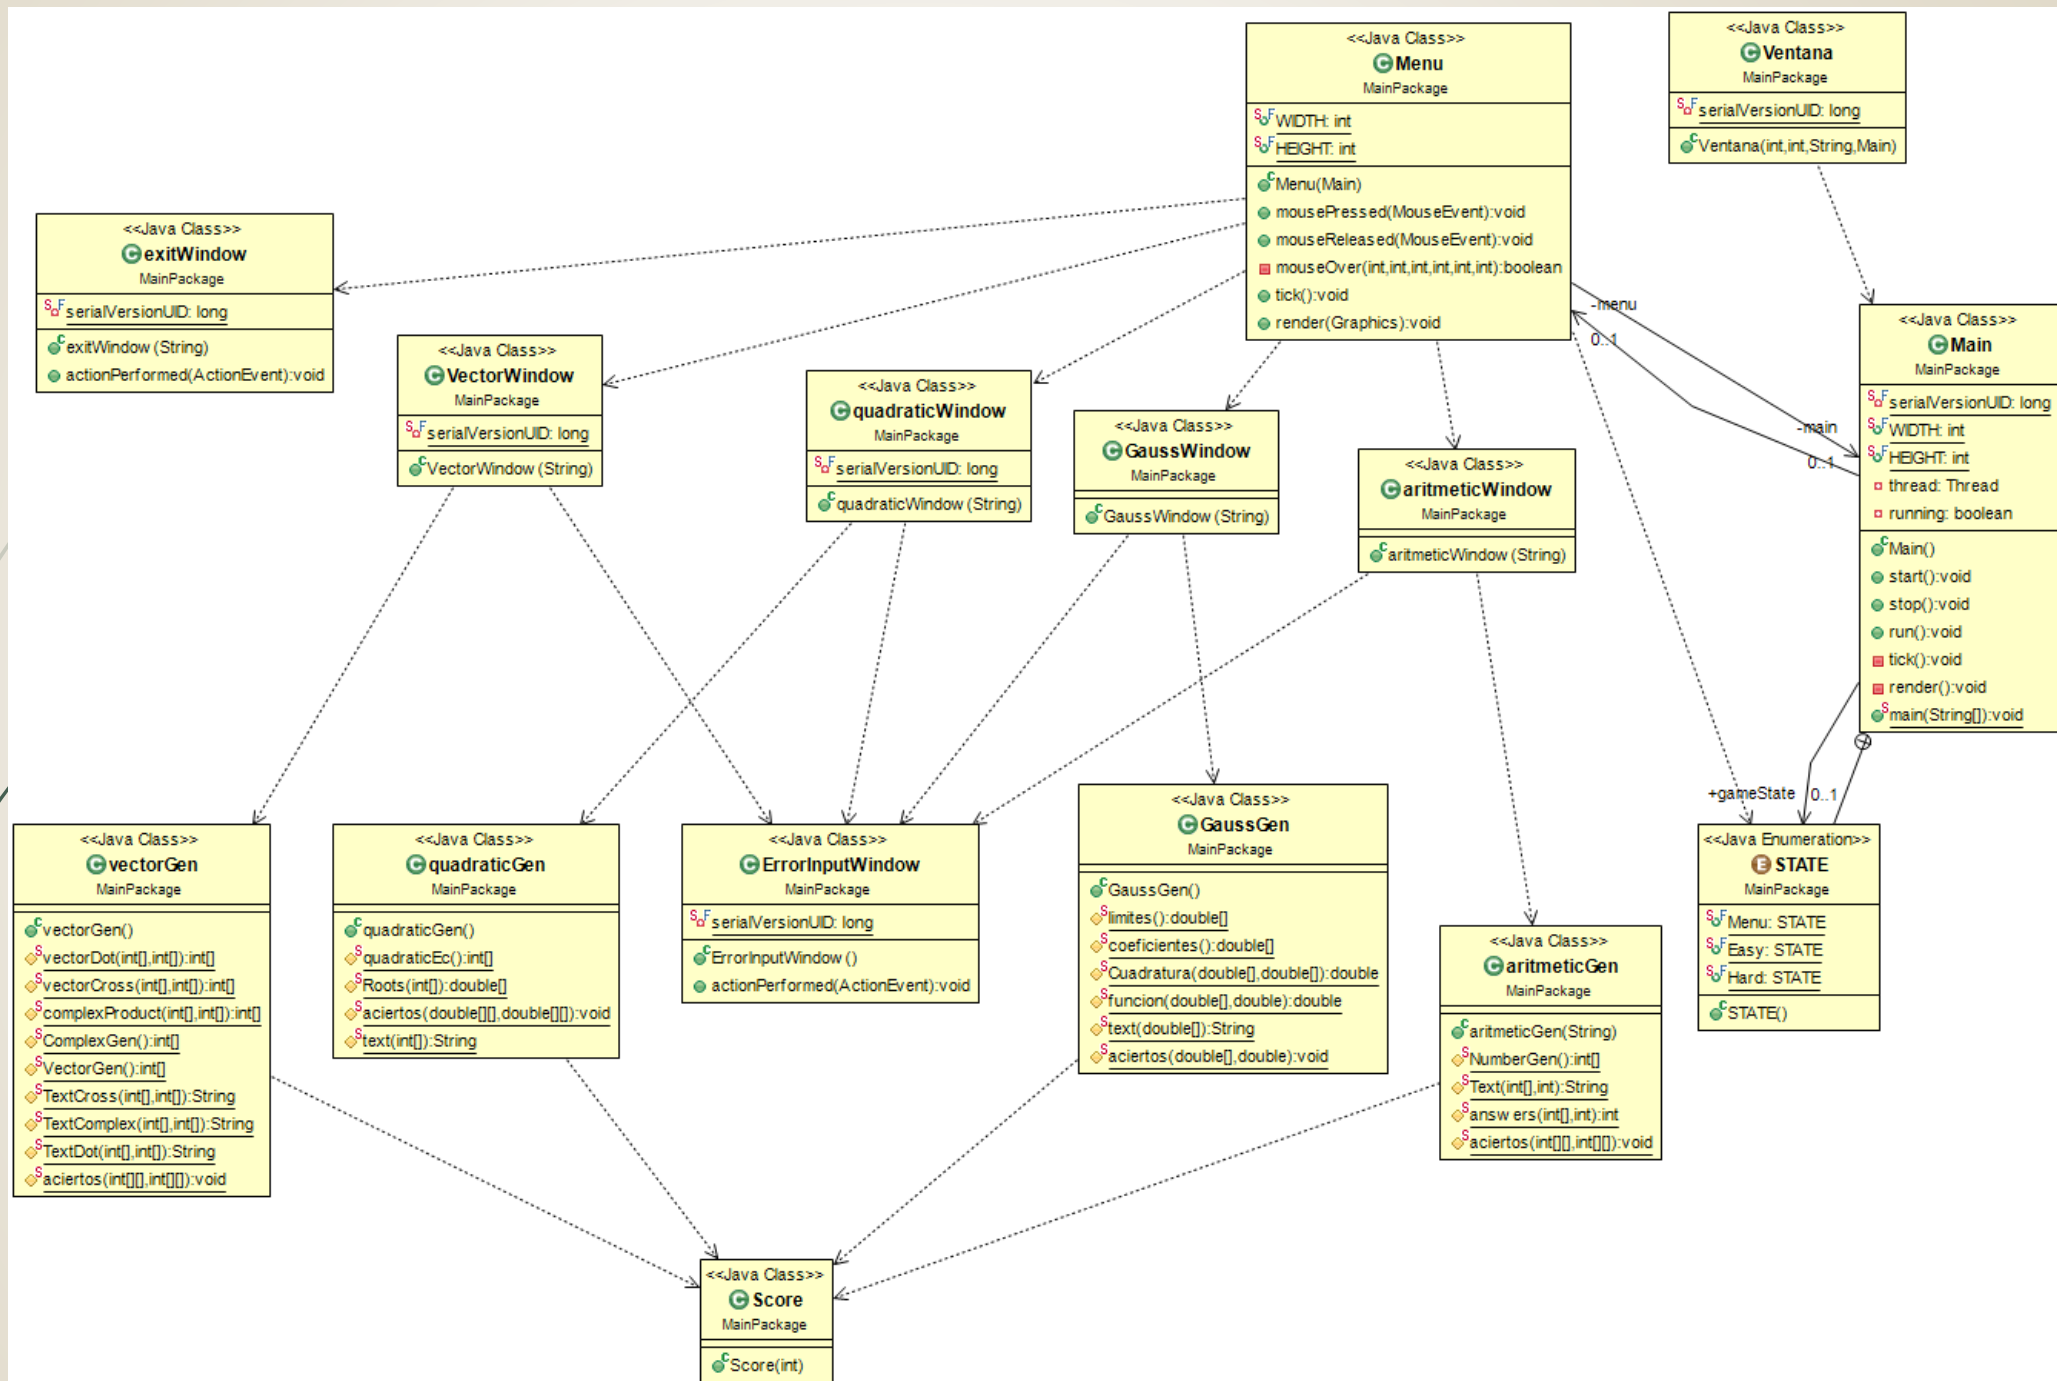 <<Java Class>>
Menu
MainPackage
WIDTH: int
HEIGHT: int
Menu(Main)
mousePressed(MouseEvent):void
mouseReleased(MouseEvent):void
mouseOver(int,int,int,int,int,int):boolean
tick():void
render(Graphics):void
<<Java Class>>
Ventana
MainPackage
serialVersionUID: long
Ventana(int,int,String,Main)
<<Java Class>>
exitWindow
MainPackage
serialVersionUID: long
exitWindow(String)
actionPerformed(ActionEvent):void
<<Java Class>>
VectorWindow
MainPackage
serialVersionUID: long
VectorWindow(String)
<<Java Class>>
quadraticWindow
MainPackage
serialVersionUID: long
quadraticWindow(String)
<<Java Class>>
GaussWindow
MainPackage
GaussWindow(String)
<<Java Class>>
aritmeticWindow
MainPackage
aritmeticWindow(String)
-menu
0..1
-main
0..1
<<Java Class>>
Main
MainPackage
serialVersionUID: long
WIDTH: int
HEIGHT: int
thread: Thread
running: boolean
Main()
start():void
stop():void
run():void
tick():void
render():void
main(String[]):void
+gameState
0..1
<<Java Class>>
vectorGen
MainPackage
vectorGen()
vectorDot(int[],int[]):int[]
vectorCross(int[],int[]):int[]
complexProduct(int[],int[]):int[]
ComplexGen():int[]
VectorGen():int[]
TextCross(int[],int[]):String
TextComplex(int[],int[]):String
TextDot(int[],int[]):String
aciertos(int[][],int[][]):void
<<Java Class>>
quadraticGen
MainPackage
quadraticGen()
quadraticEc():int[]
Roots(int[]):double[]
aciertos(double[][],double[][]):void
text(int[]):String
<<Java Class>>
ErrorInputWindow
MainPackage
serialVersionUID: long
ErrorInputWindow()
actionPerformed(ActionEvent):void
<<Java Class>>
GaussGen
MainPackage
GaussGen()
limites():double[]
coeficientes():double[]
Cuadratura(double[],double[]):double
funcion(double[],double):double
text(double[]):String
aciertos(double[],double):void
<<Java Class>>
aritmeticGen
MainPackage
aritmeticGen(String)
NumberGen():int[]
Text(int[],int):String
answers(int[],int):int
aciertos(int[][],int[][]):void
<<Java Enumeration>>
STATE
MainPackage
Menu: STATE
Easy: STATE
Hard: STATE
STATE()
<<Java Class>>
Score
MainPackage
Score(int)